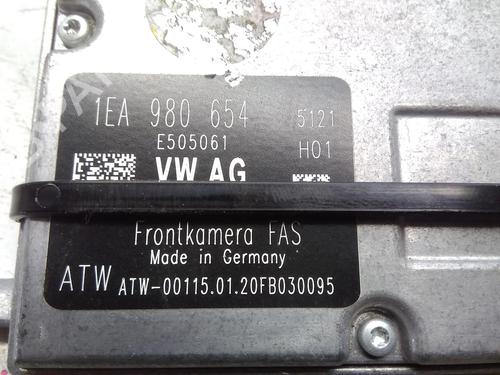 1EA 980 654 5121
E505061 H01
VW AG
Frontkamera FAS
Made in Germany
ATW ATW-00115.01.20FB030095